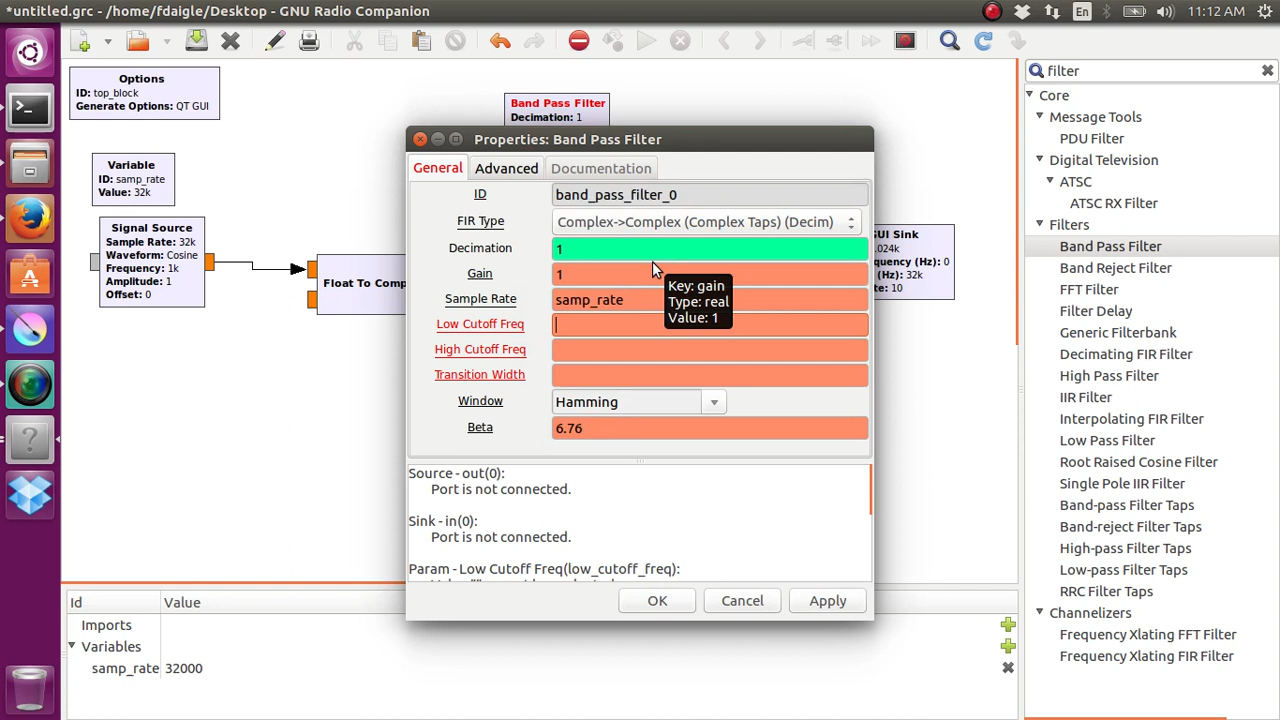 *untitled.grc - /home/fdaigle/Desktop - GNU Radio Companion
En
11:12 AM
Options
ID: top_block
Generate Options: QT GUI
Variable
ID: samp_rate
Value: 32k
Signal Source
Sample Rate: 32k
Waveform: Cosine
Frequency: 1k
Amplitude: 1
Offset: 0
Float To Comp
Band Pass Filter
Decimation: 1
GUI Sink
.024k
quency (Hz): 0
(Hz): 32k
ate: 10
Properties: Band Pass Filter
General
Advanced
Documentation
ID
band_pass_filter_0
FIR Type
Complex->Complex (Complex Taps) (Decim)
Decimation
1
Gain
1
Sample Rate
samp_rate
Key: gain
Type: real
Value: 1
Low Cutoff Freq
High Cutoff Freq
Transition Width
Window
Hamming
Beta
6.76
Source - out(0):
Port is not connected.
Sink - in(0):
Port is not connected.
Param - Low Cutoff Freq(low_cutoff_freq):
OK
Cancel
Apply
Id
Value
Imports
Variables
samp_rate
32000
filter
Core
Message Tools
PDU Filter
Digital Television
ATSC
ATSC RX Filter
Filters
Band Pass Filter
Band Reject Filter
FFT Filter
Filter Delay
Generic Filterbank
Decimating FIR Filter
High Pass Filter
IIR Filter
Interpolating FIR Filter
Low Pass Filter
Root Raised Cosine Filter
Single Pole IIR Filter
Band-pass Filter Taps
Band-reject Filter Taps
High-pass Filter Taps
Low-pass Filter Taps
RRC Filter Taps
Channelizers
Frequency Xlating FFT Filter
Frequency Xlating FIR Filter